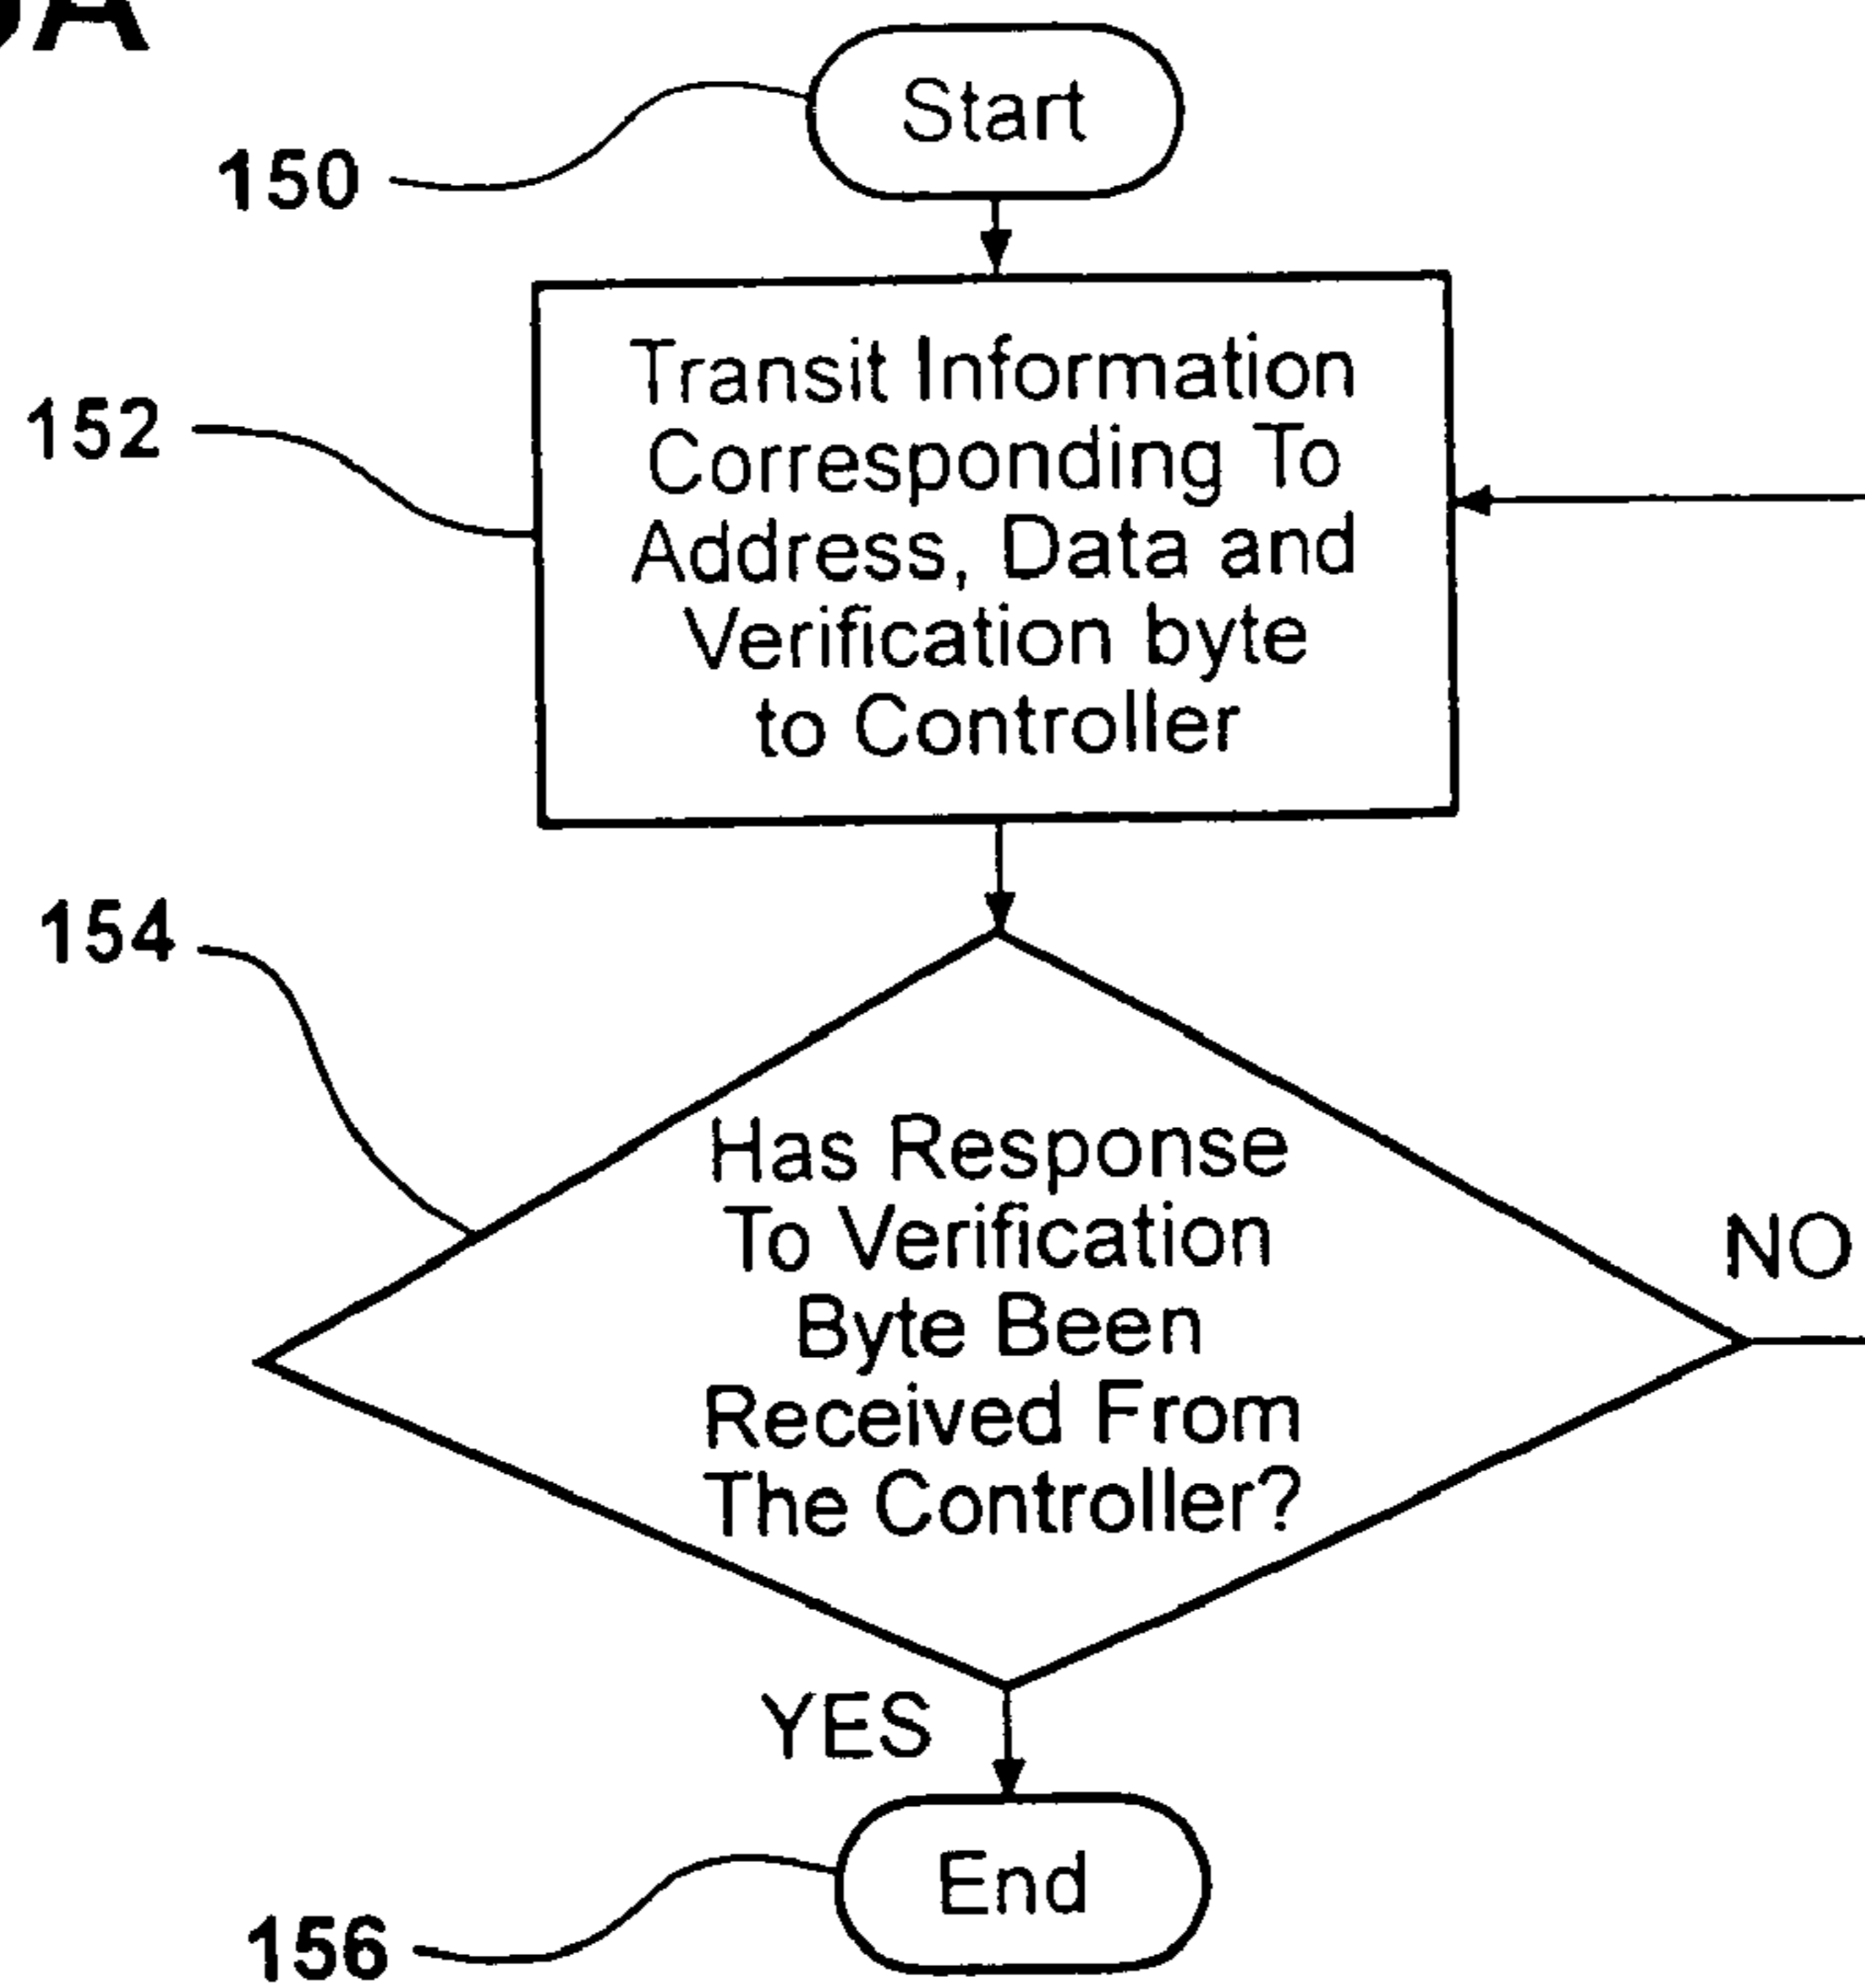 Start
150
Transit Information
Corresponding To
Address, Data and
Verification byte
to Controller
152
154
Has Response
To Verification
Byte Been
Received From
The Controller?
NO
YES
End
156